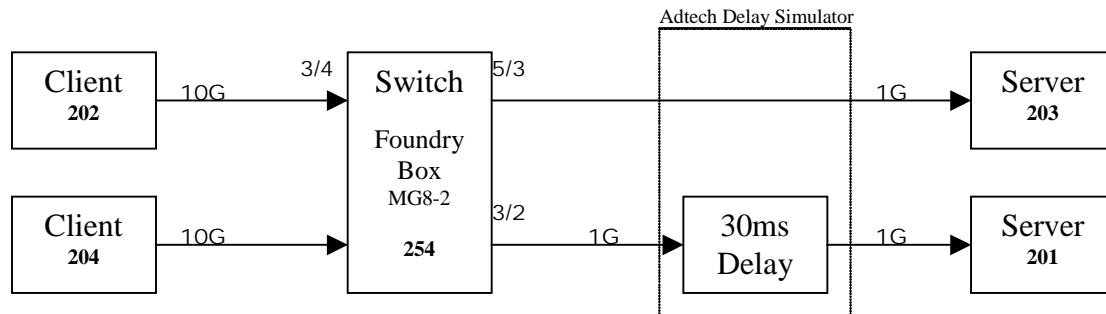 Adtech Delay Simulator
Client
202
10G
3/4
Switch
Foundry
Box
MG8-2
254
5/3
1G
Server
203
Client
204
10G
3/2
1G
30ms
Delay
1G
Server
201